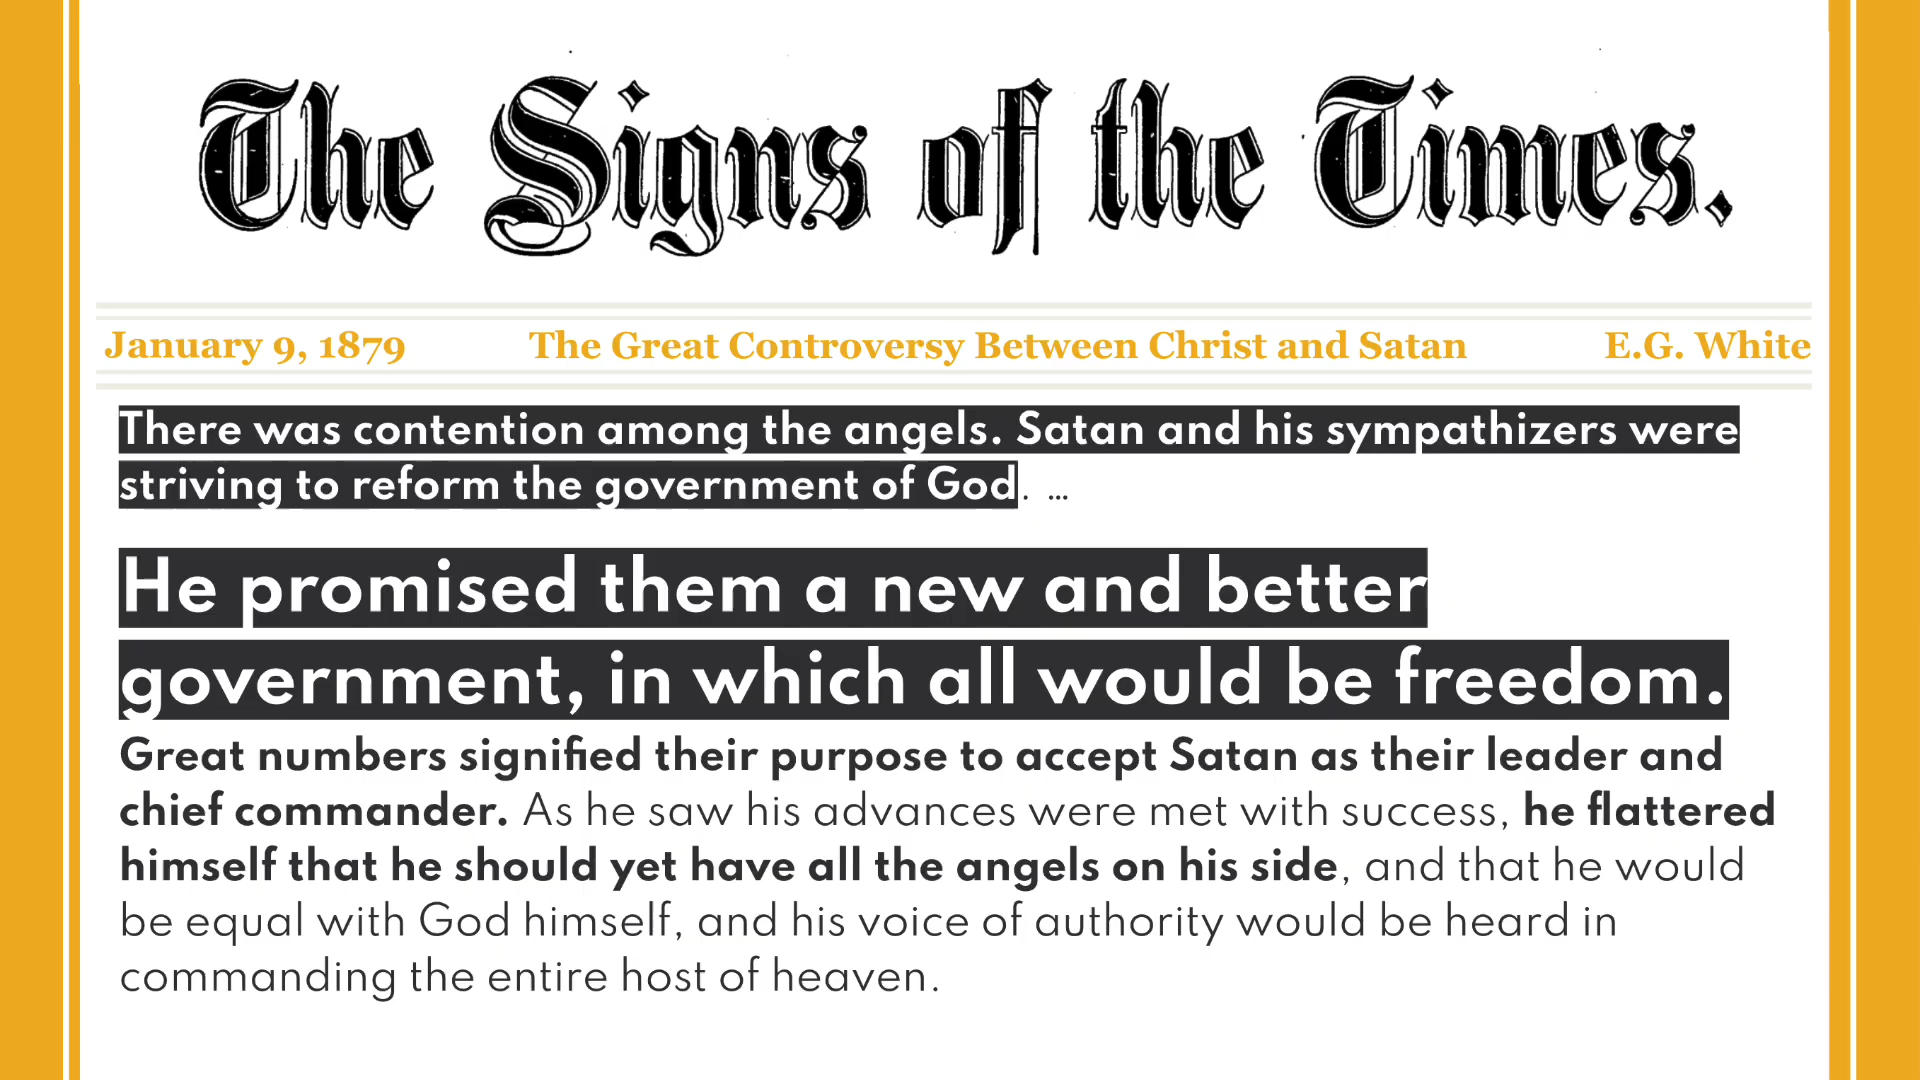 The Signs of the Times.
January 9, 1879 The Great Controversy Between Christ and Satan E.G. White
There was contention among the angels. Satan and his sympathizers were
striving to reform the government of God. ...
He promised them a new and better
government, in which all would be freedom.
Great numbers signified their purpose to accept Satan as their leader and
chief commander. As he saw his advances were met with success, he flattered
himself that he should yet have all the angels on his side, and that he would
be equal with God himself, and his voice of authority would be heard in
commanding the entire host of heaven.